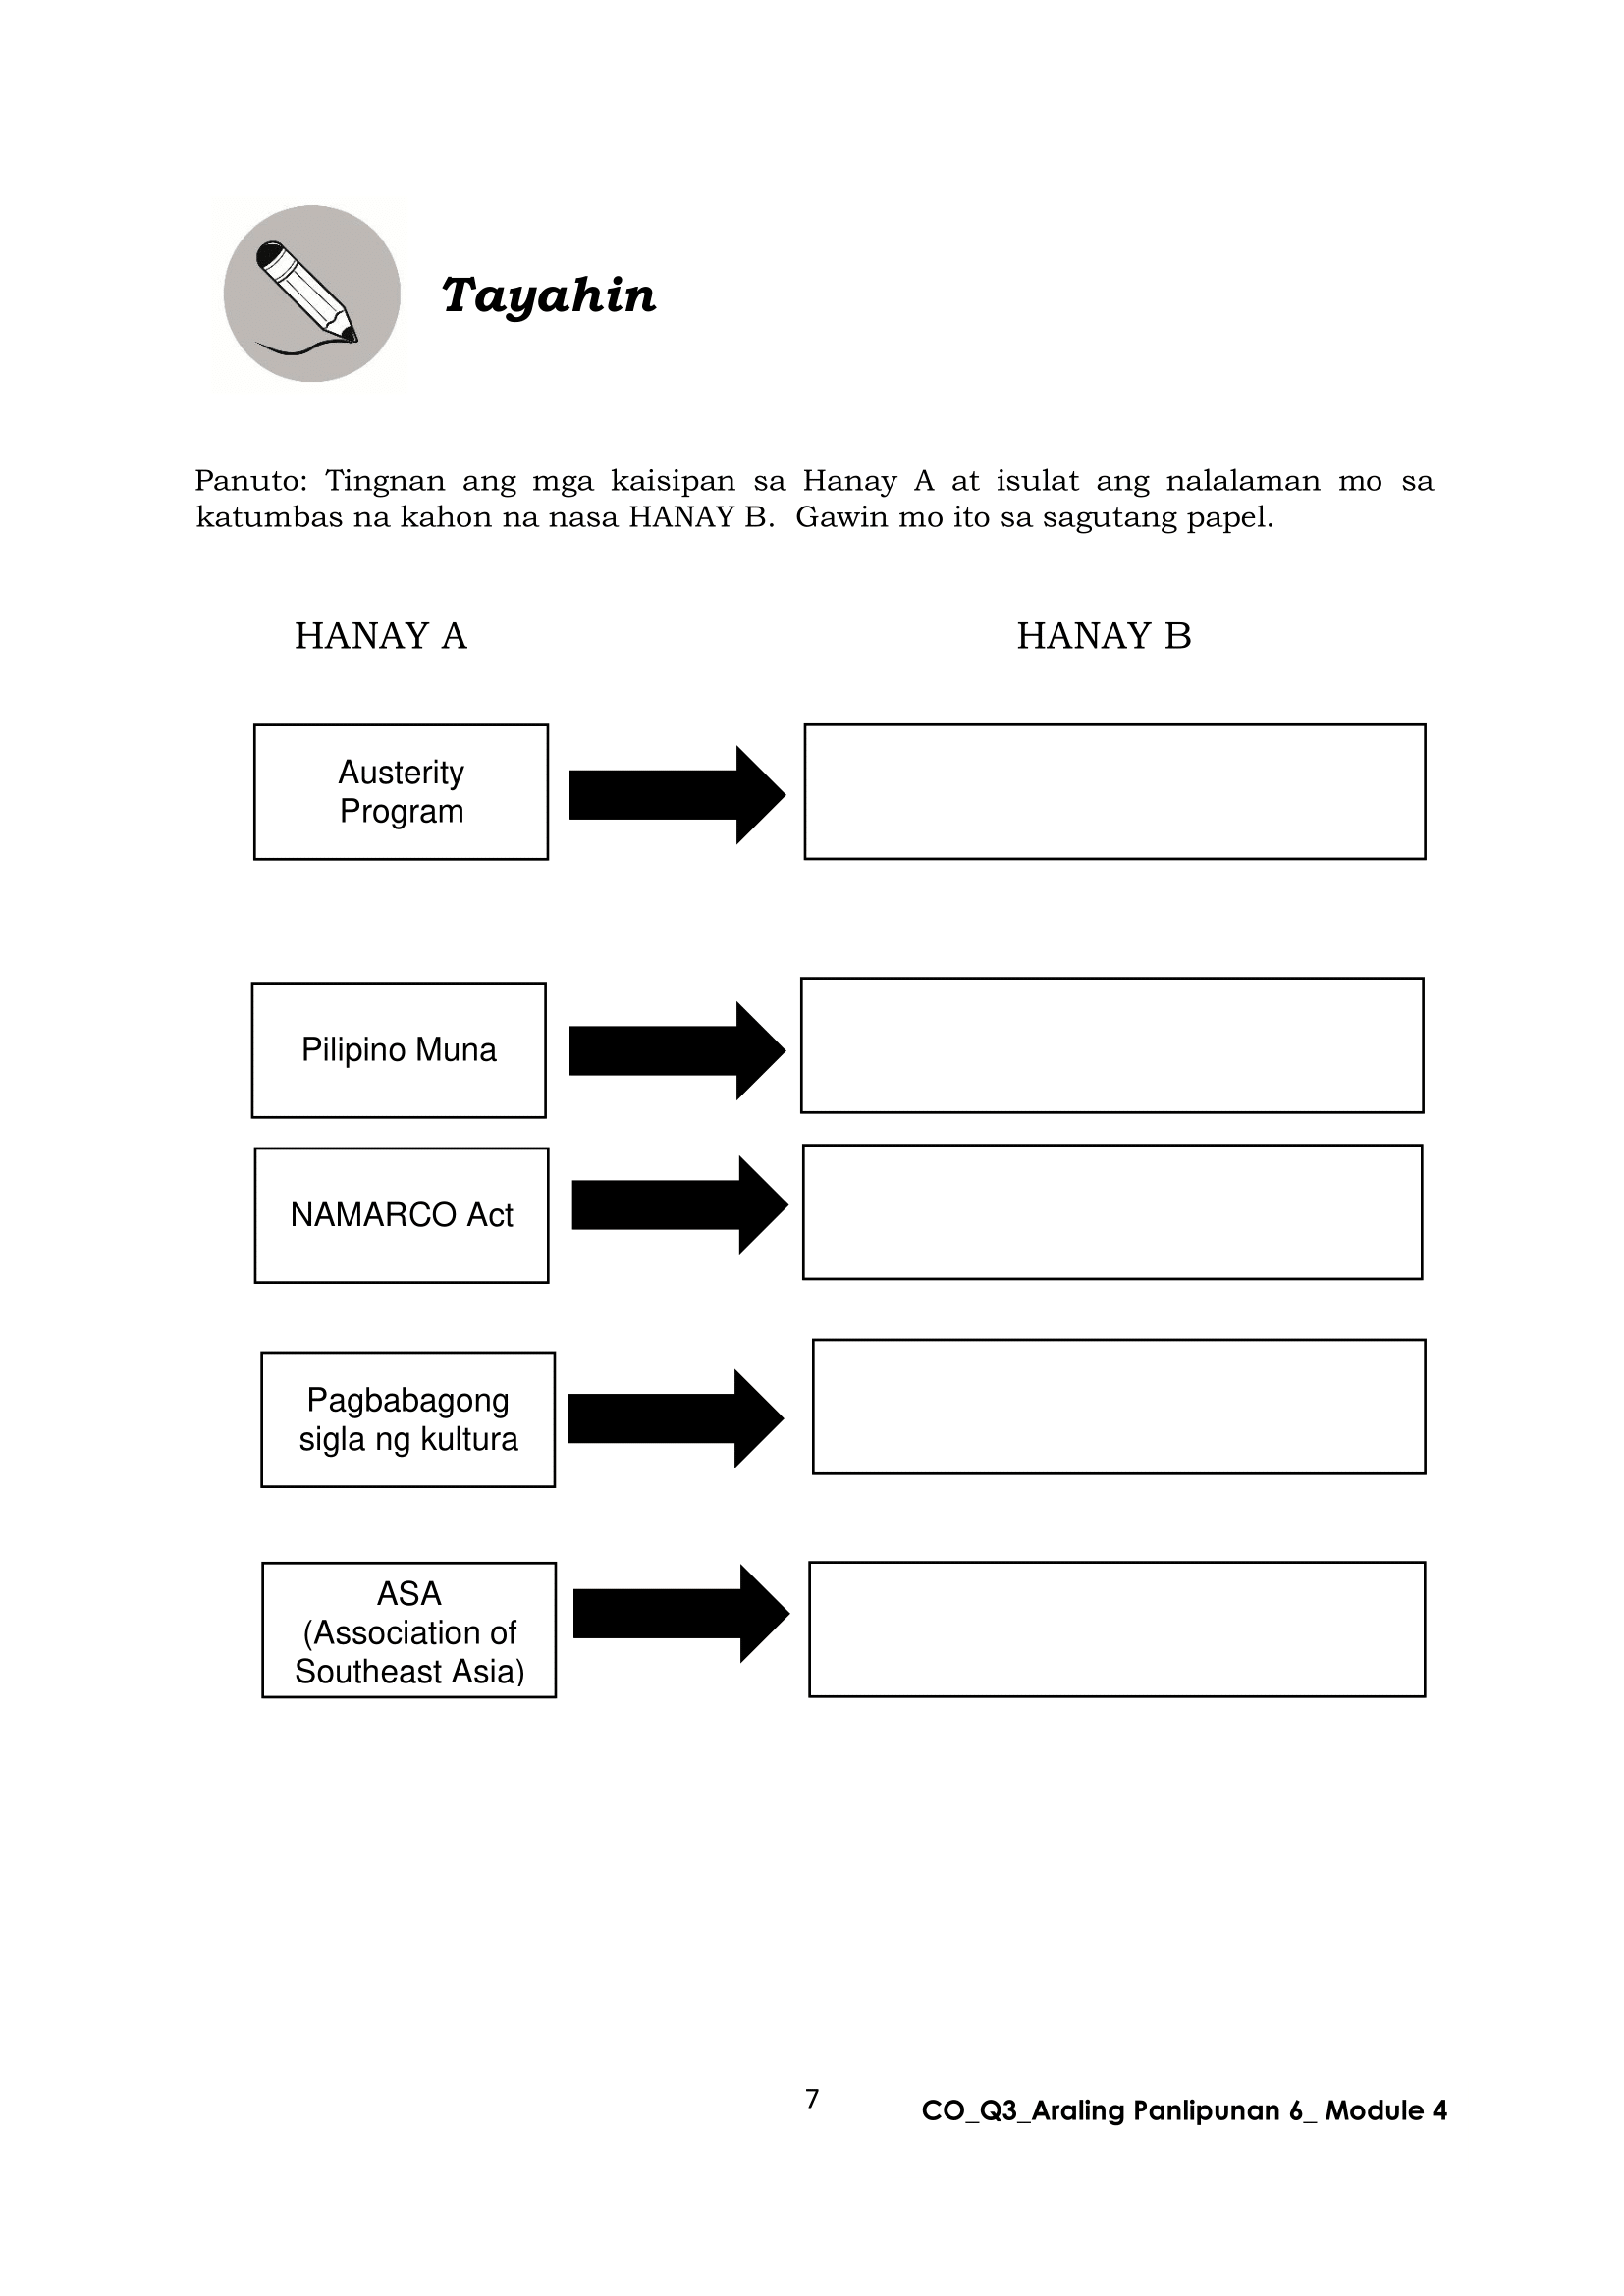 Tayahin
Panuto: Tingnan ang mga kaisipan sa Hanay A at isulat ang nalalaman mo sa
katumbas na kahon na nasa HANAY B. Gawin mo ito sa sagutang papel.
HANAY A
HANAY B
Austerity
Program
Pilipino Muna
NAMARCO Act
Pagbabagong
sigla ng kultura
ASA
(Association of
Southeast Asia)
7
CO_Q3_Araling Panlipunan 6_ Module 4